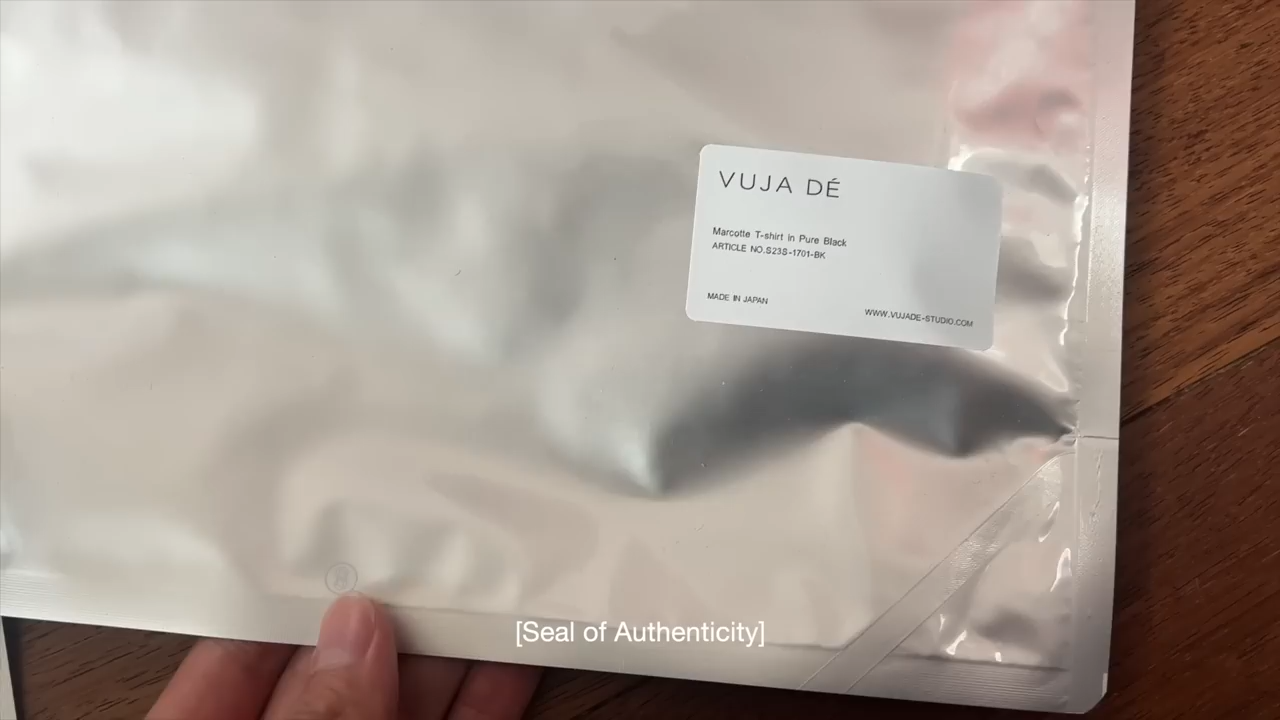 VUJA DÉ
Marcotte T-shirt in Pure Black
ARTICLE NO.S23S-1701-BK
MADE IN JAPAN
WWW.VUJADE-STUDIO.COM
[Seal of Authenticity]